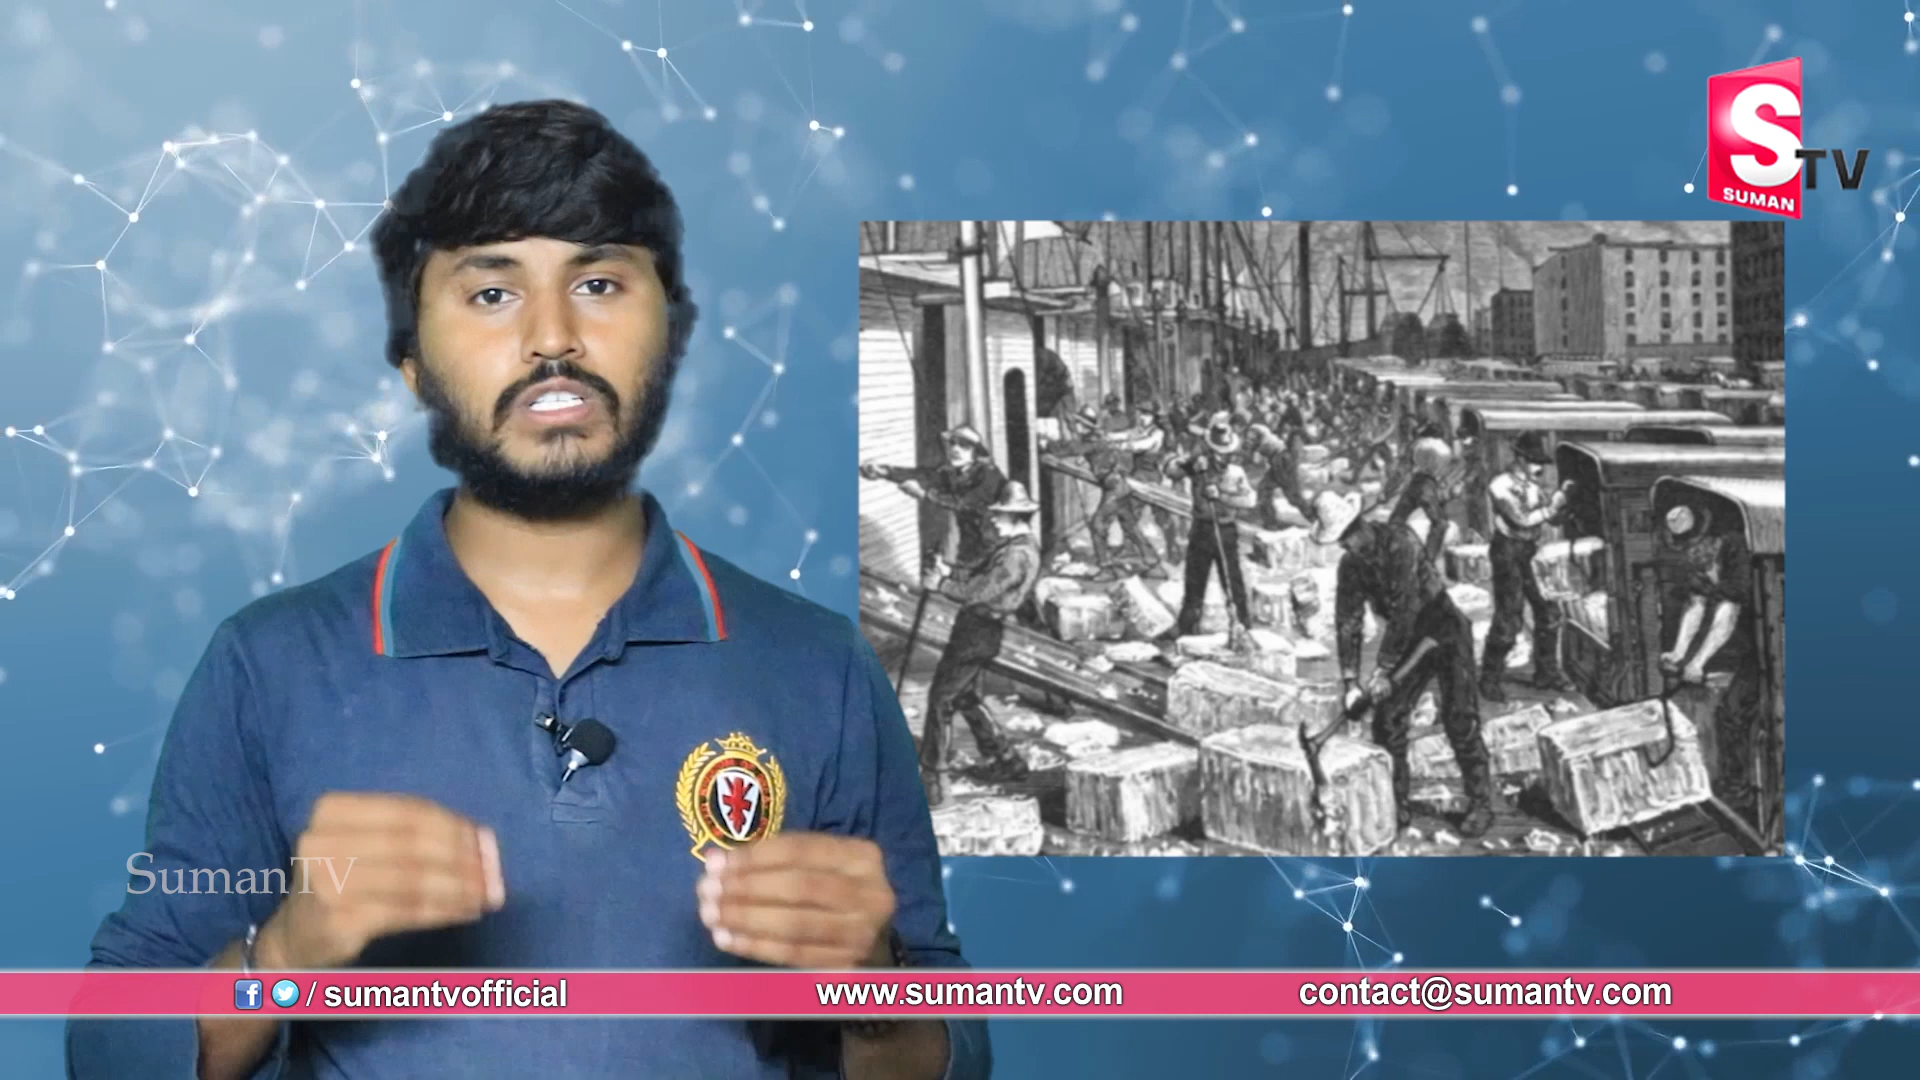 S
SUMAN TV
SumanTV
f / sumantvofficial
www.sumantv.com
contact@sumantv.com